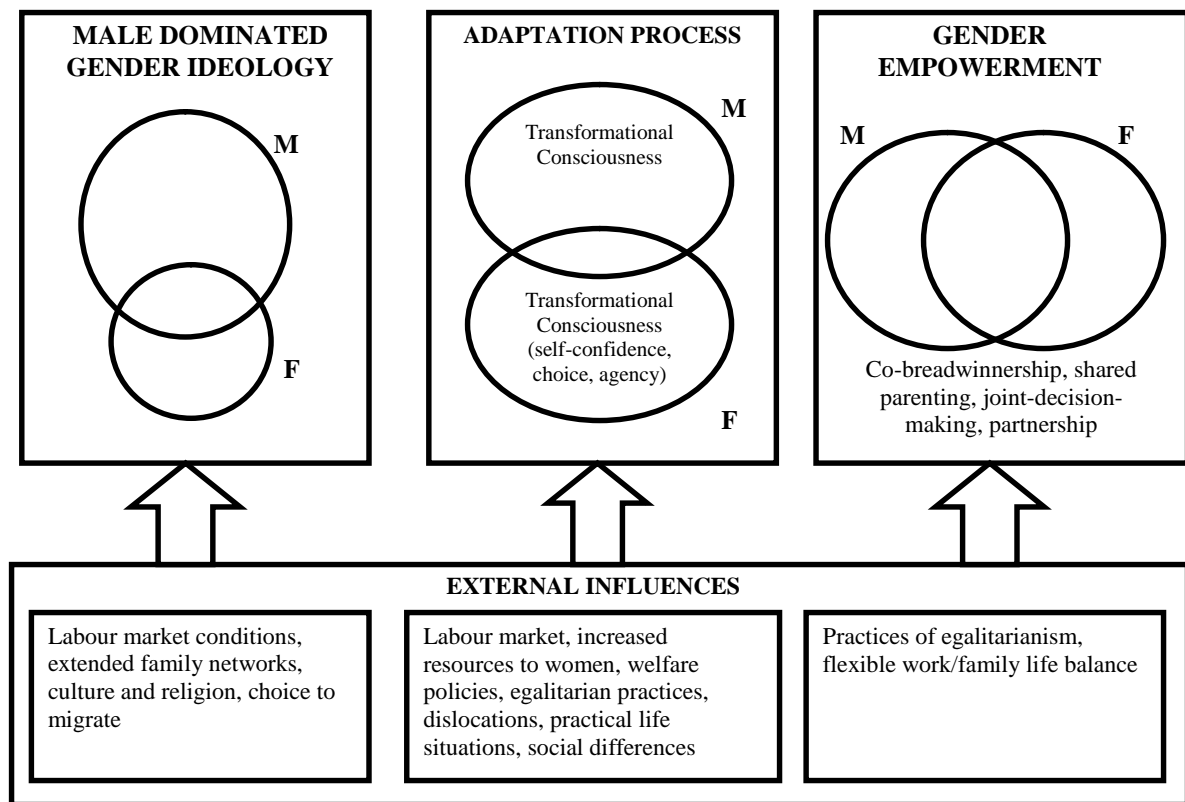 MALE DOMINATED
GENDER IDEOLOGY
M
F
ADAPTATION PROCESS
M
Transformational
Consciousness
Transformational
Consciousness
(self-confidence,
choice, agency)
F
GENDER
EMPOWERMENT
M
F
Co-breadwinnership, shared
parenting, joint-decision-
making, partnership
EXTERNAL INFLUENCES
Labour market conditions,
extended family networks,
culture and religion, choice to
migrate
Labour market, increased
resources to women, welfare
policies, egalitarian practices,
dislocations, practical life
situations, social differences
Practices of egalitarianism,
flexible work/family life balance